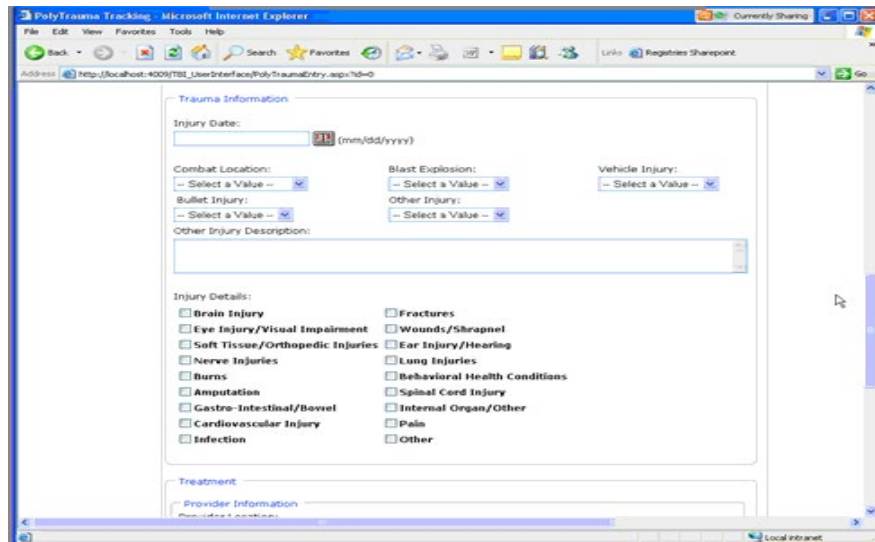 PolyTrauma Tracking - Microsoft Internet Explorer
Currently Sharing
File Edit View Favorites Tools Help
Back Search Favorites Links Registries Sharepoint
Address http://localhost:4009/TBI_UserInterface/PolyTraumaEntry.aspx?id=0 Go
Trauma Information
Injury Date:
(mm/dd/yyyy)
Combat Location: Blast Explosion: Vehicle Injury:
-- Select a Value -- -- Select a Value -- -- Select a Value --
Bullet Injury: Other Injury:
-- Select a Value -- -- Select a Value --
Other Injury Description:
Injury Details:
Brain Injury Fractures
Eye Injury/Visual Impairment Wounds/Shrapnel
Soft Tissue/Orthopedic Injuries Ear Injury/Hearing
Nerve Injuries Lung Injuries
Burns Behavioral Health Conditions
Amputation Spinal Cord Injury
Gastro-Intestinal/Bowel Internal Organ/Other
Cardiovascular Injury Pain
Infection Other
Treatment
Provider Information
Provider Location:
Local intranet